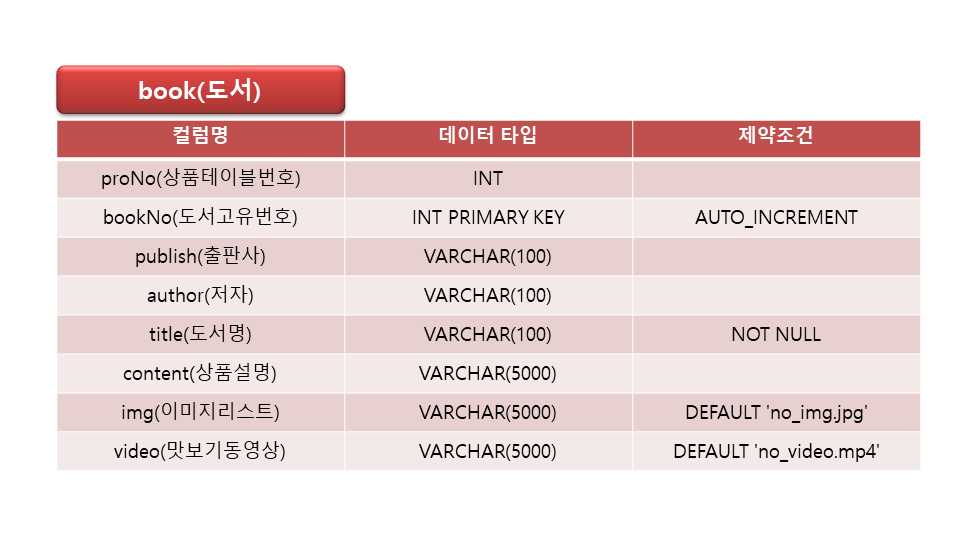 book(도서)
컬럼명 데이터 타입 제약조건
proNo(상품테이블번호) INT
bookNo(도서고유번호) INT PRIMARY KEY AUTO_INCREMENT
publish(출판사) VARCHAR(100)
author(저자) VARCHAR(100)
title(도서명) VARCHAR(100) NOT NULL
content(상품설명) VARCHAR(5000)
img(이미지리스트) VARCHAR(5000) DEFAULT 'no_img.jpg'
video(맛보기동영상) VARCHAR(5000) DEFAULT 'no_video.mp4'